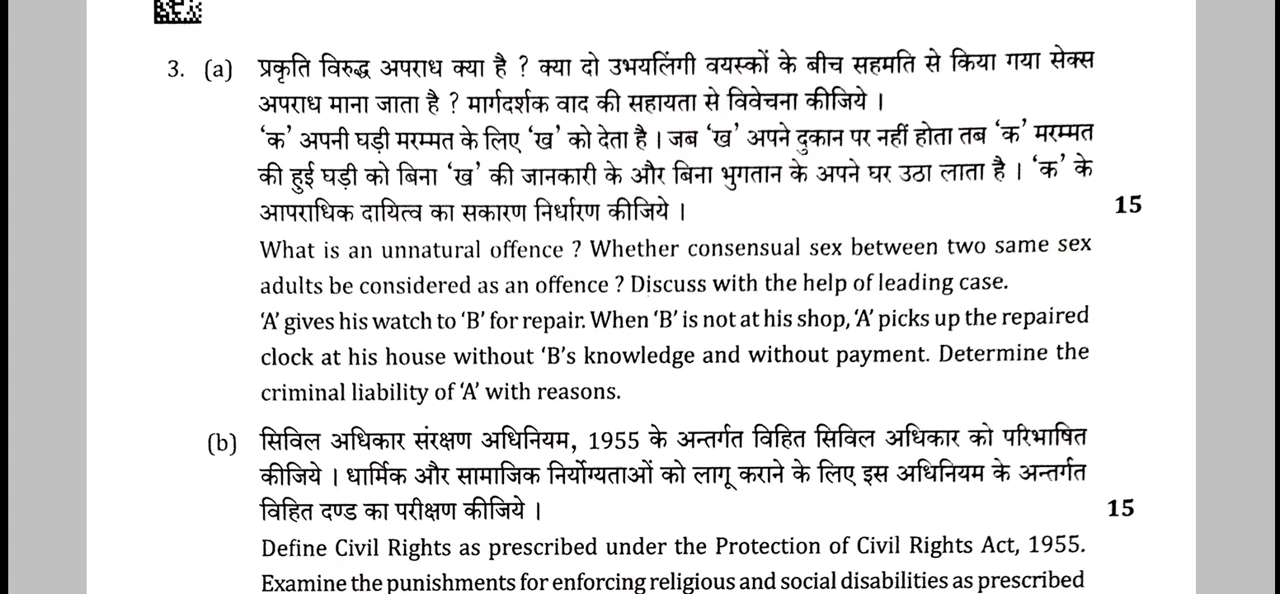 3. (a) प्रकृति विरुद्ध अपराध क्या है ? क्या दो उभयलिंगी वयस्कों के बीच सहमति से किया गया सेक्स
अपराध माना जाता है ? मार्गदर्शक वाद की सहायता से विवेचना कीजिये ।
‘क’ अपनी घड़ी मरम्मत के लिए ‘ख’ को देता है । जब ‘ख’ अपने दुकान पर नहीं होता तब ‘क’ मरम्मत
की हुई घड़ी को बिना ‘ख’ की जानकारी के और बिना भुगतान के अपने घर उठा लाता है । ‘क’ के
आपराधिक दायित्व का सकारण निर्धारण कीजिये । 15
What is an unnatural offence ? Whether consensual sex between two same sex
adults be considered as an offence ? Discuss with the help of leading case.
‘A’ gives his watch to ‘B’ for repair. When ‘B’ is not at his shop, ‘A’ picks up the repaired
clock at his house without ‘B’s knowledge and without payment. Determine the
criminal liability of ‘A’ with reasons.
(b) सिविल अधिकार संरक्षण अधिनियम, 1955 के अन्तर्गत विहित सिविल अधिकार को परिभाषित
कीजिये । धार्मिक और सामाजिक निर्योग्यताओं को लागू कराने के लिए इस अधिनियम के अन्तर्गत
विहित दण्ड का परीक्षण कीजिये । 15
Define Civil Rights as prescribed under the Protection of Civil Rights Act, 1955.
Examine the punishments for enforcing religious and social disabilities as prescribed